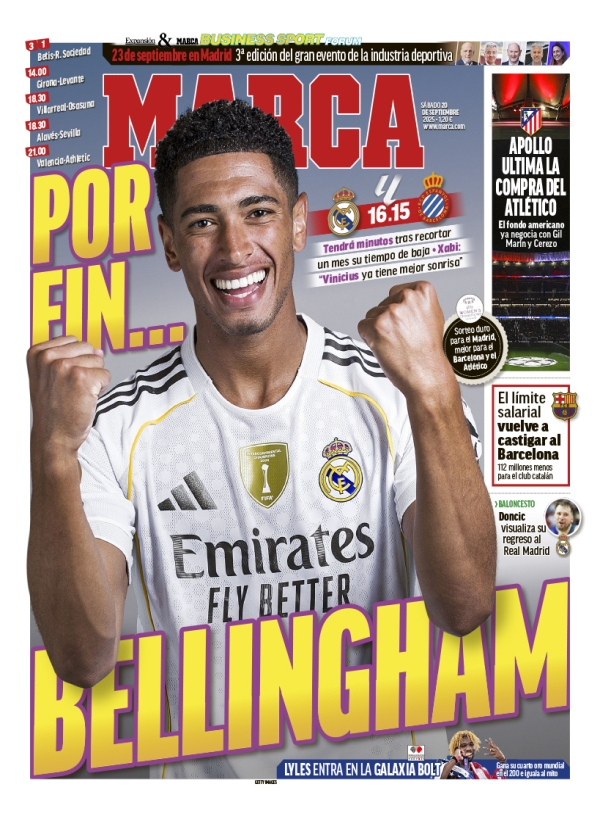 Expansión & MARCA BUSINESS SPORT FORUM
23 de septiembre en Madrid 3ª edición del gran evento de la industria deportiva
3 1
Betis-R. Sociedad
14.00
Girona-Levante
16.30
Villarreal-Osasuna
18.30
Alavés-Sevilla
21.00
Valencia-Athletic
MARCA
SÁBADO 20
DE SEPTIEMBRE
2025 - 1,20 €
www.marca.com
POR
FIN...
16.15
Tendrá minutos tras recortar
un mes su tiempo de baja • Xabi:
"Vinicius ya tiene mejor sonrisa"
APOLLO
ULTIMA LA
COMPRA DEL
ATLÉTICO
El fondo americano
ya negocia con Gil
Marín y Cerezo
Sorteo duro
para el Madrid,
mejor para el
Barcelona y el
Atlético
El límite
salarial
vuelve a
castigar al
Barcelona
112 millones menos
para el club catalán
BALONCESTO
Doncic
visualiza su
regreso al
Real Madrid
FIFA
Emirates
FLY BETTER
BELLINGHAM
LYLES ENTRA EN LA GALAXIA BOLT
Gana su cuarto oro mundial
en el 200 e iguala al mito
GETTY IMAGES